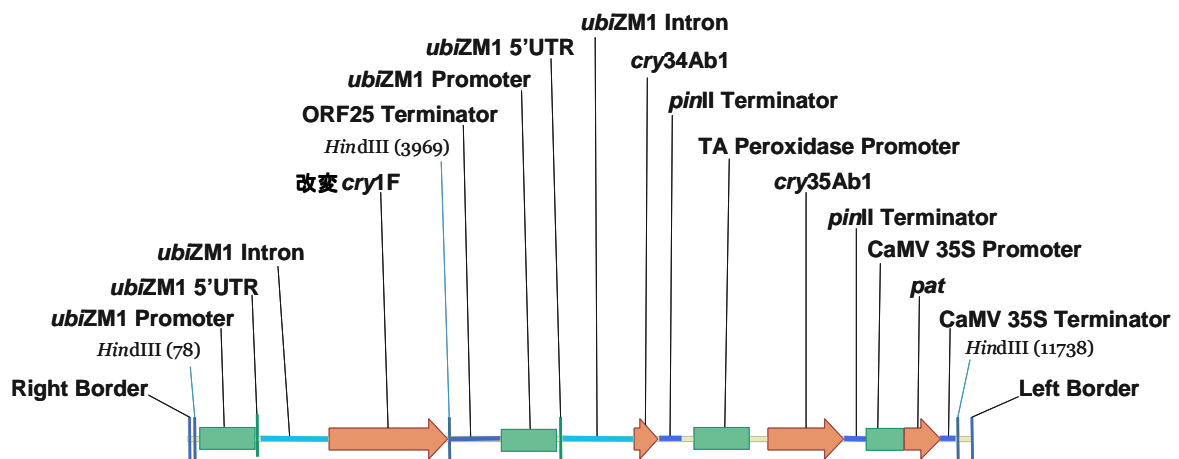 ubiZM1 Intron
ubiZM1 5'UTR
cry34Ab1
ubiZM1 Promoter
pinII Terminator
ORF25 Terminator
HindIII (3969)
TA Peroxidase Promoter
改変 cry1F
cry35Ab1
pinII Terminator
ubiZM1 Intron
CaMV 35S Promoter
ubiZM1 5'UTR
pat
ubiZM1 Promoter
CaMV 35S Terminator
HindIII (78)
HindIII (11738)
Right Border
Left Border